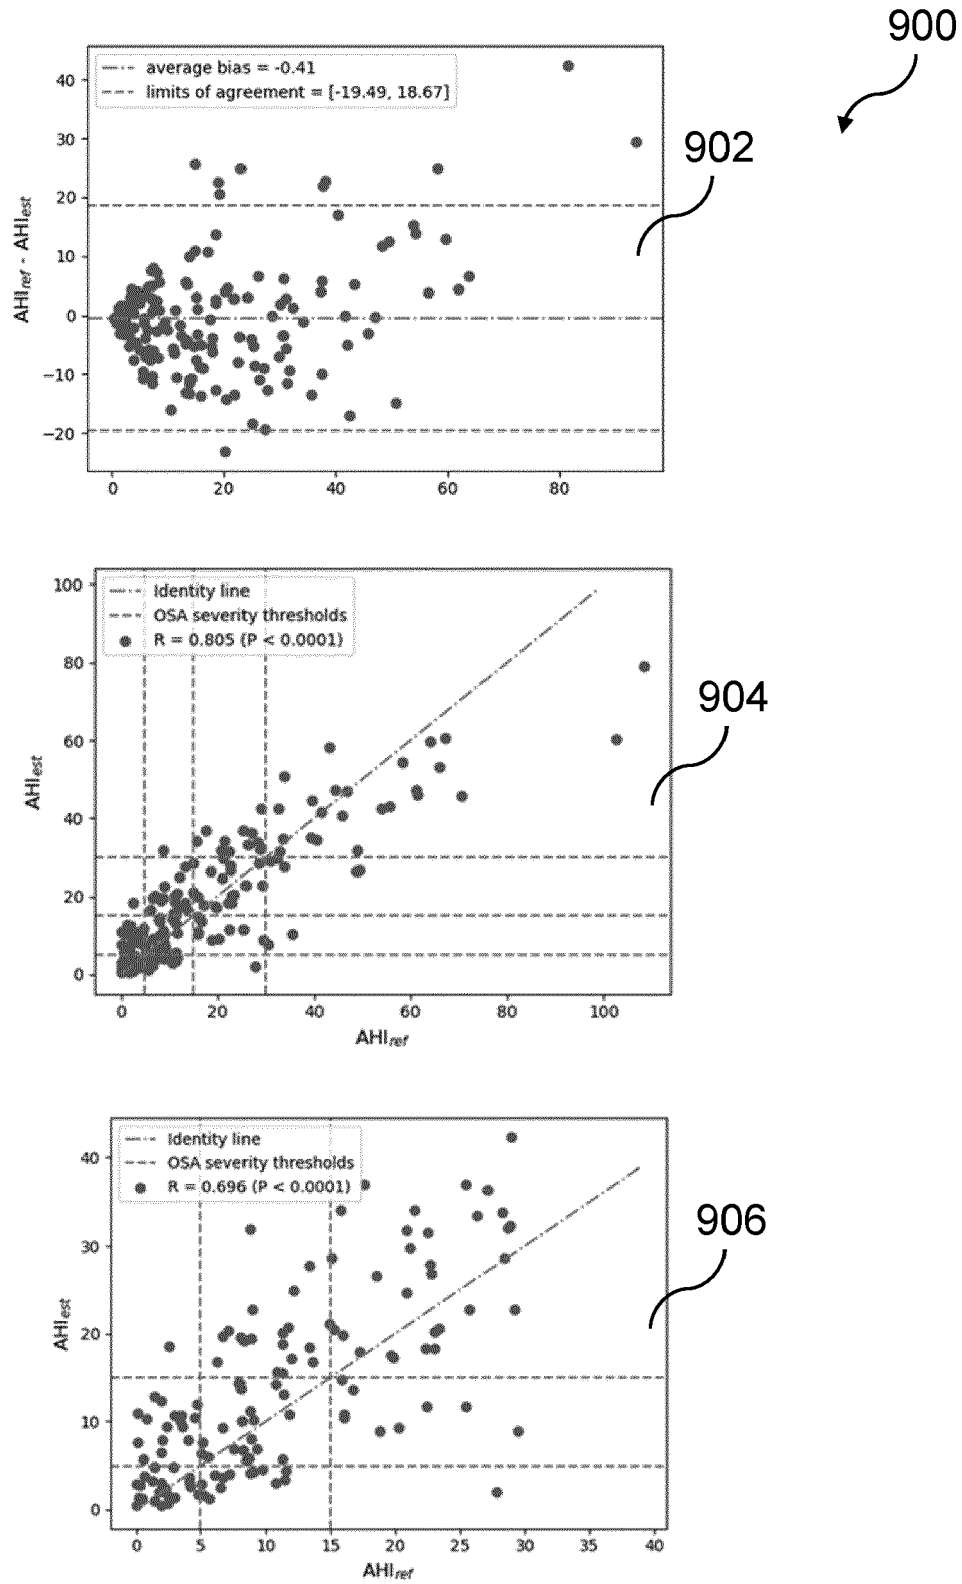 900
average bias = -0.41
limits of agreement = [-19.49, 18.67]
902
AHIref - AHIest
40
30
20
10
0
−10
−20
0 20 40 60 80
Identity line
OSA severity thresholds
R = 0.805 (P < 0.0001)
904
AHIest
100
80
60
40
20
0
0 20 40 60 80 100
AHIref
Identity line
OSA severity thresholds
R = 0.696 (P < 0.0001)
906
AHIest
40
30
20
10
0
0 5 10 15 20 25 30 35 40
AHIref